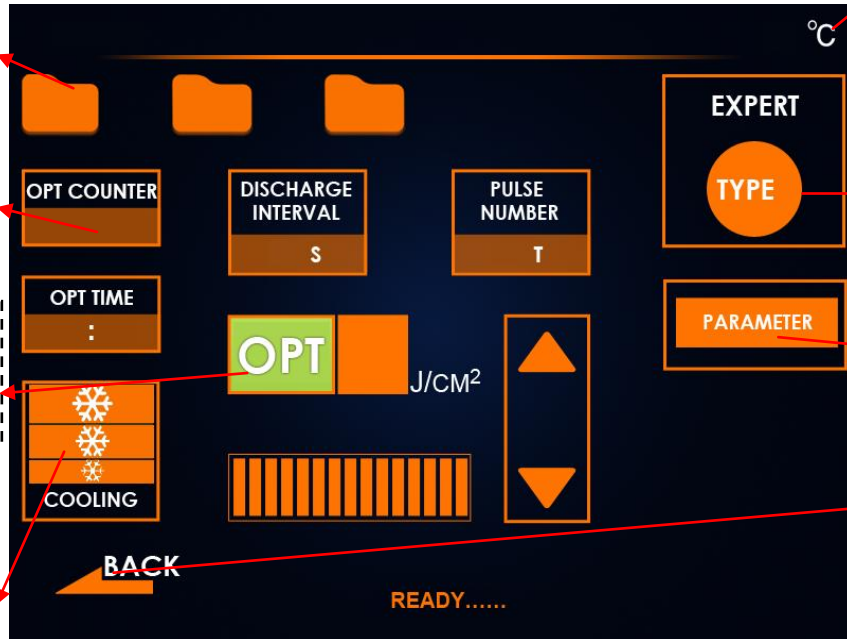 ℃
EXPERT
TYPE
OPT COUNTER
DISCHARGE
INTERVAL
S
PULSE
NUMBER
T
OPT TIME
:
PARAMETER
OPT
J/CM²
COOLING
BACK
READY......